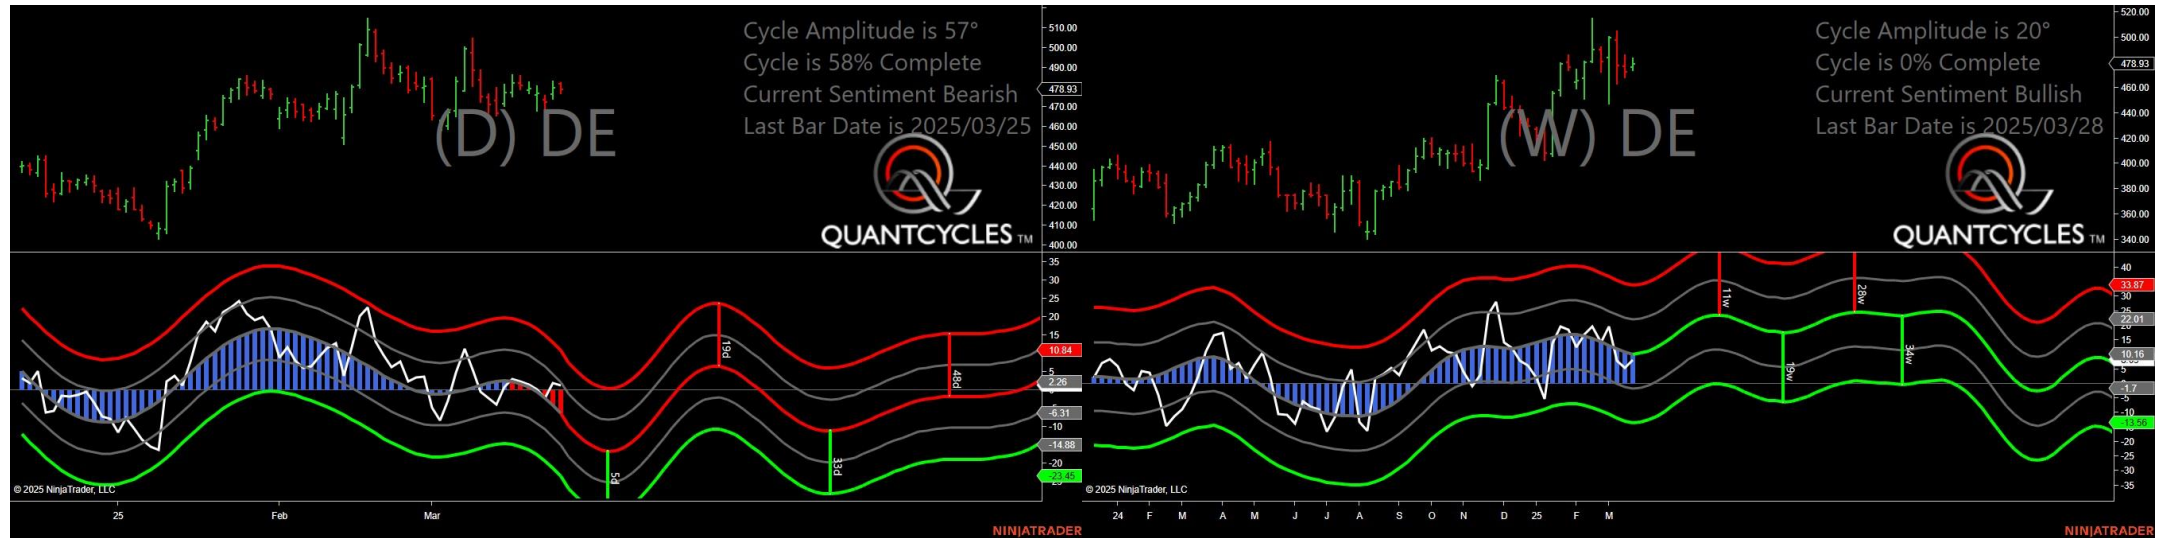 Cycle Amplitude is 57°
Cycle is 58% Complete
Current Sentiment Bearish
Last Bar Date is 2025/03/25
(D) DE
QUANTCYCLES TM
510.00
500.00
490.00
478.93
470.00
460.00
450.00
440.00
430.00
420.00
410.00
400.00
35
30
25
20
15
10.84
5
2.26
-6.31
-10
-14.88
-20
-23.45
19d
48d
5d
33d
© 2025 NinjaTrader, LLC
25 Feb Mar
NINJATRADER
Cycle Amplitude is 20°
Cycle is 0% Complete
Current Sentiment Bullish
Last Bar Date is 2025/03/28
(W) DE
QUANTCYCLES TM
520.00
500.00
478.93
460.00
440.00
420.00
400.00
380.00
360.00
340.00
40
33.87
30
25
22.01
15
10.16
5
-1.7
-5
-10
-13.56
-20
-25
-30
-35
11w
28w
19w
34w
© 2025 NinjaTrader, LLC
24 F M A M J J A S O N D 25 F M
NINJATRADER